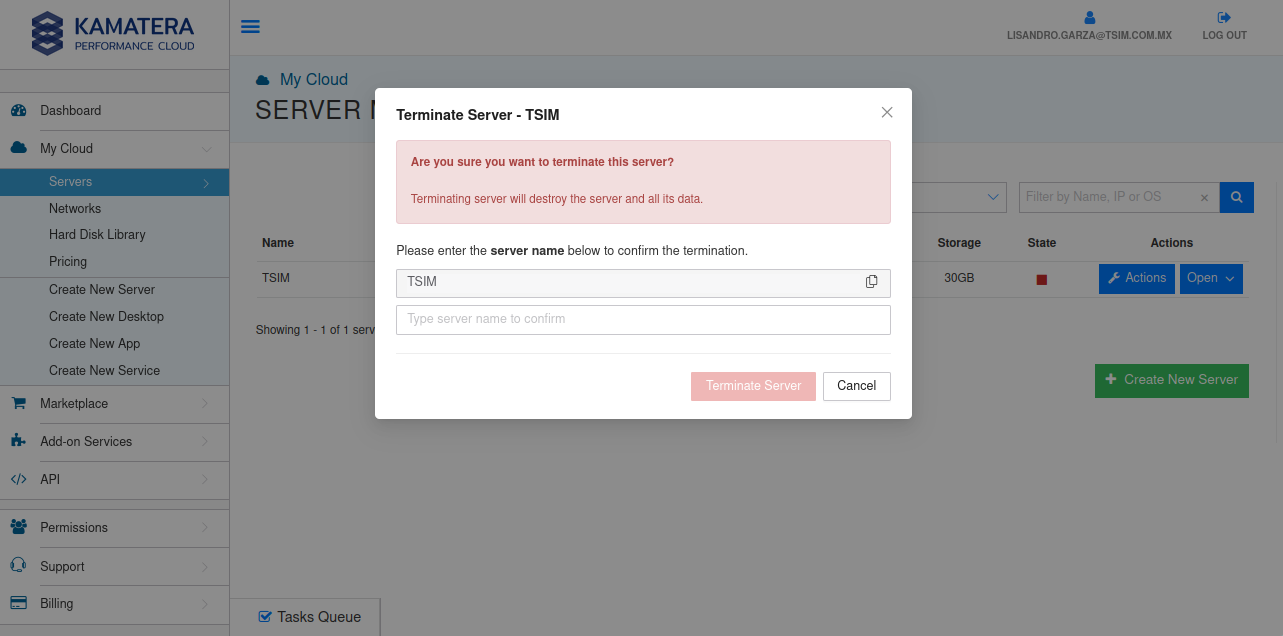 KAMATERA
PERFORMANCE CLOUD
LISANDRO.GARZA@TSIM.COM.MX
LOG OUT
Dashboard
My Cloud
Servers
Networks
Hard Disk Library
Pricing
Create New Server
Create New Desktop
Create New App
Create New Service
Marketplace
Add-on Services
API
Permissions
Support
Billing
My Cloud
SERVER
Terminate Server - TSIM
Are you sure you want to terminate this server?
Terminating server will destroy the server and all its data.
Please enter the server name below to confirm the termination.
TSIM
Type server name to confirm
Terminate Server
Cancel
Filter by Name, IP or OS
Name
Storage
State
Actions
TSIM
30GB
Actions
Open
Showing 1 - 1 of 1 serv
Create New Server
Tasks Queue